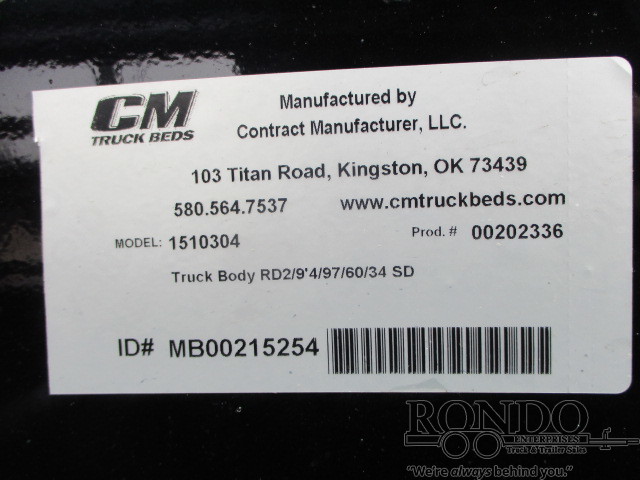 CM
TRUCK BEDS
Manufactured by
Contract Manufacturer, LLC.
103 Titan Road, Kingston, OK 73439
580.564.7537 www.cmtruckbeds.com
MODEL: 1510304 Prod. # 00202336
Truck Body RD2/9'4/97/60/34 SD
ID# MB00215254
RONDO
ENTERPRISES
Truck & Trailer Sales
"We're always behind you."